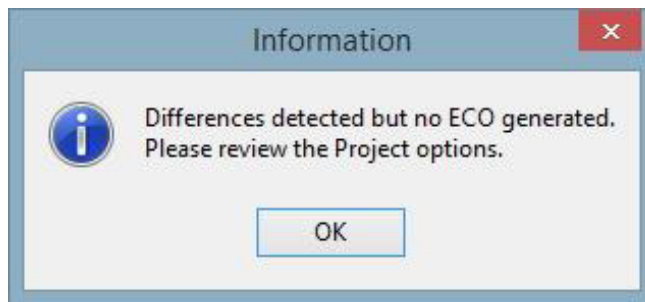 Information
Differences detected but no ECO generated.
Please review the Project options.
OK